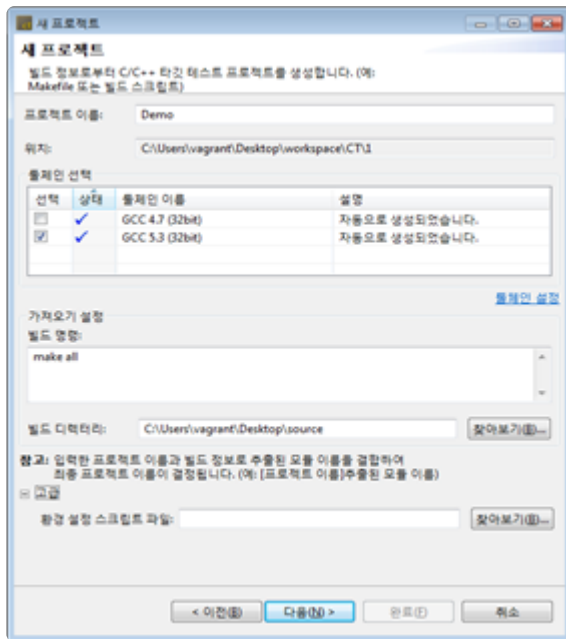 새 프로젝트
새 프로젝트
빌드 정보로부터 C/C++ 타깃 테스트 프로젝트를 생성합니다. (예:
Makefile 또는 빌드 스크립트)
프로젝트 이름: Demo
위치: C:\Users\vagrant\Desktop\workspace\CT\1
툴체인 선택
선택 상태 툴체인 이름 설명
GCC 4.7 (32bit) 자동으로 생성되었습니다.
GCC 5.3 (32bit) 자동으로 생성되었습니다.
툴체인 설정
가져오기 설정
빌드 명령:
make all
빌드 디렉터리: C:\Users\vagrant\Desktop\source 찾아보기(B)...
참고: 입력한 프로젝트 이름과 빌드 정보로 추출된 모듈 이름을 결합하여
최종 프로젝트 이름이 결정됩니다. (예: [프로젝트 이름]추출된 모듈 이름)
고급
환경 설정 스크립트 파일: 찾아보기(B)...
< 이전(B) 다음(N) > 완료(F) 취소